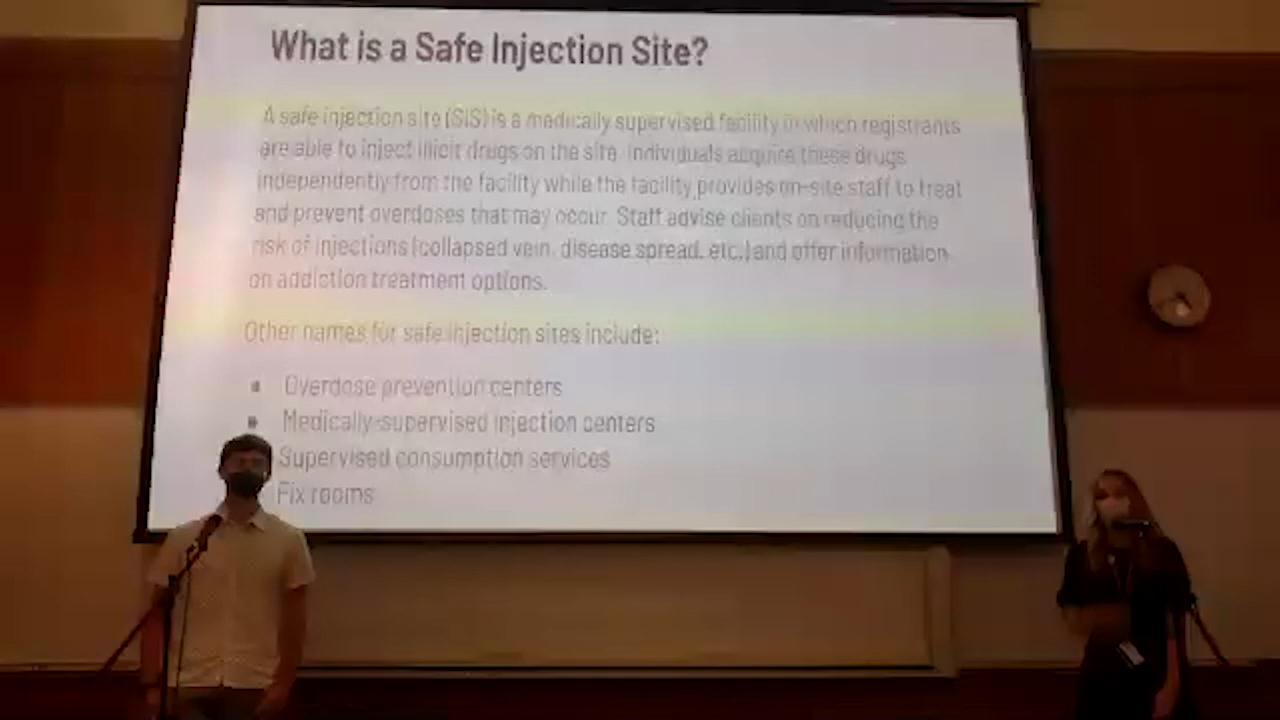 What is a Safe Injection Site?
A safe injection site (SIS) is a medically supervised facility in which registrants
are able to inject illicit drugs on the site. Individuals acquire these drugs
independently from the facility while the facility provides on-site staff to treat
and prevent overdoses that may occur. Staff advise clients on reducing the
risk of injections (collapsed vein, disease spread, etc.) and offer information
on addiction treatment options.
Other names for safe injection sites include:
Overdose prevention centers
Medically-supervised injection centers
Supervised consumption services
Fix rooms